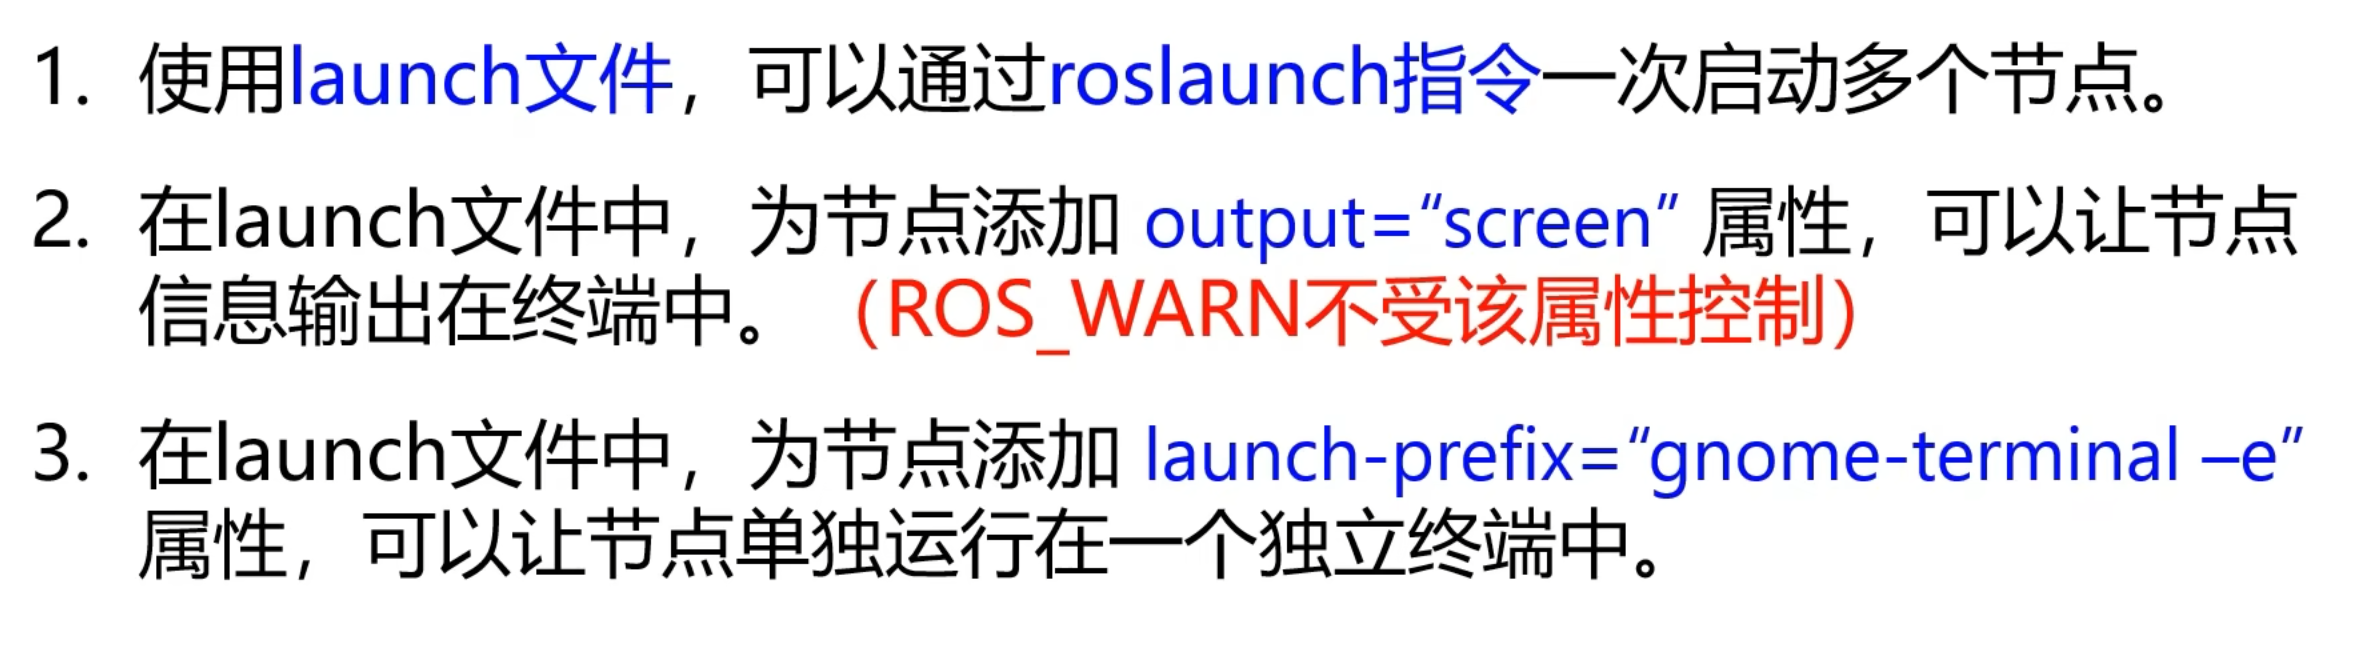 1. 使用launch文件，可以通过roslaunch指令一次启动多个节点。
2. 在launch文件中，为节点添加 output=“screen” 属性，可以让节点
信息输出在终端中。（ROS_WARN不受该属性控制）
3. 在launch文件中，为节点添加 launch-prefix=“gnome-terminal –e”
属性，可以让节点单独运行在一个独立终端中。